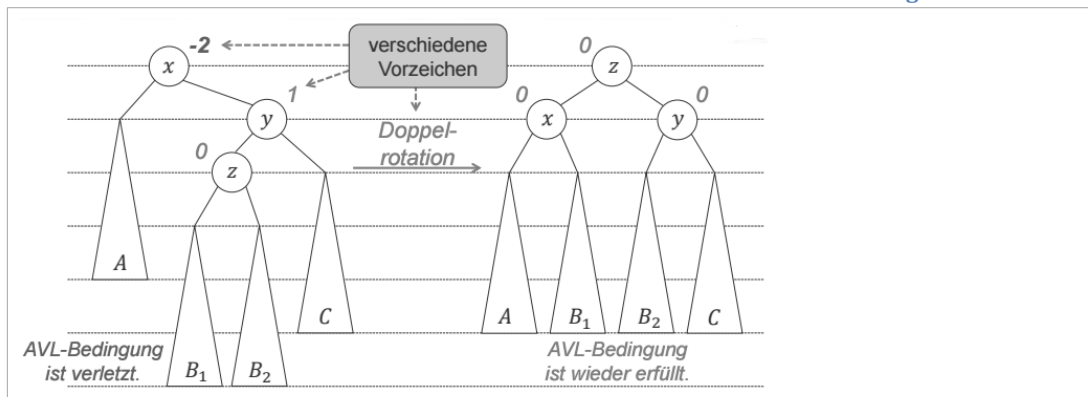 -2
verschiedene
Vorzeichen
0
x
z
1
0
0
y
x
y
Doppel-
rotation
0
z
A
C
A
B₁
B₂
C
AVL-Bedingung
ist verletzt.
B₁
B₂
AVL-Bedingung
ist wieder erfüllt.